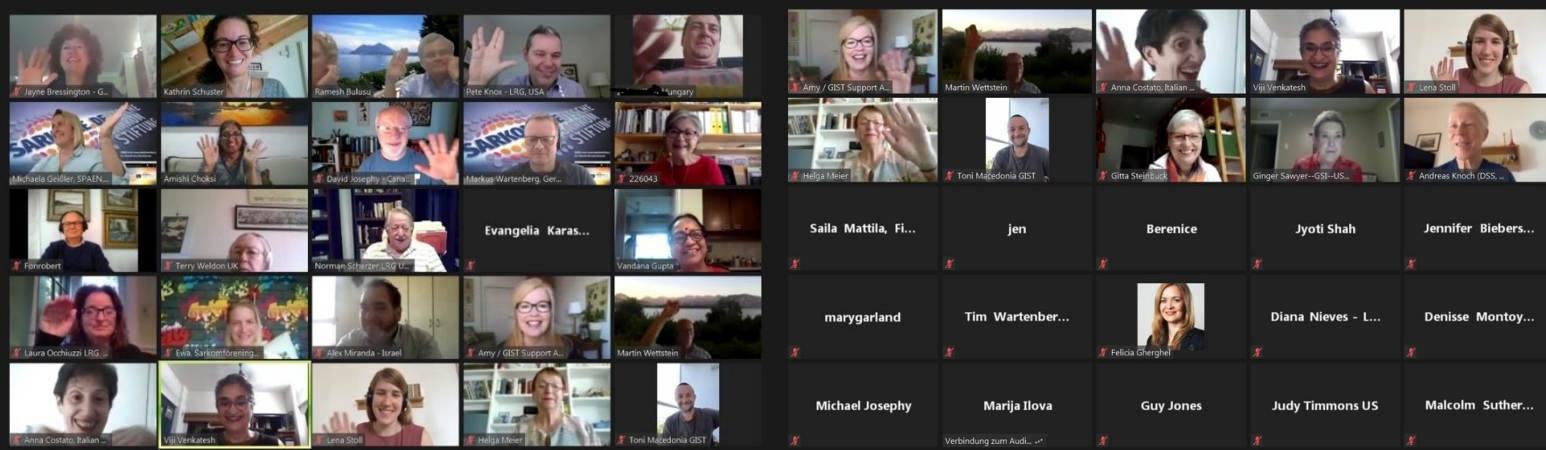 Jayne Bressington - G...
Kathrin Schuster
Ramesh Bulusu
Pete Knox - LRG, USA
Hungary
SARKOME.DE
STIFTUNG
Michaela Geißler, SPAEN...
Amishi Choksi
David Josephy - Cana...
SARKOME
STIFTUNG
Markus Wartenberg, Ger...
226043
Fonrobert
Terry Weldon UK
Norman Scherzer LRG U...
Evangelia Karas...
Vandana Gupta
Laura Occhiuzzi LRG ...
Ewa, Sarkomförening...
Alex Miranda - Israel
Amy / GIST Support A...
Martin Wettstein
Anna Costato, Italian ...
Viji Venkatesh
Lena Stoll
Helga Meier
Toni Macedonia GIST
Amy / GIST Support A...
Martin Wettstein
Anna Costato, Italian ...
Viji Venkatesh
Lena Stoll
Helga Meier
Toni Macedonia GIST
Gitta Steinbuck
Ginger Sawyer--GSI--US...
Andreas Knoch (DSS, ...
Saila Mattila, Fi...
jen
Berenice
Jyoti Shah
Jennifer Biebers...
marygarland
Tim Wartenber...
Felicia Gherghel
Diana Nieves - L...
Denisse Montoy...
Michael Josephy
Marija Ilova
Verbindung zum Audi...
Guy Jones
Judy Timmons US
Malcolm Suther...